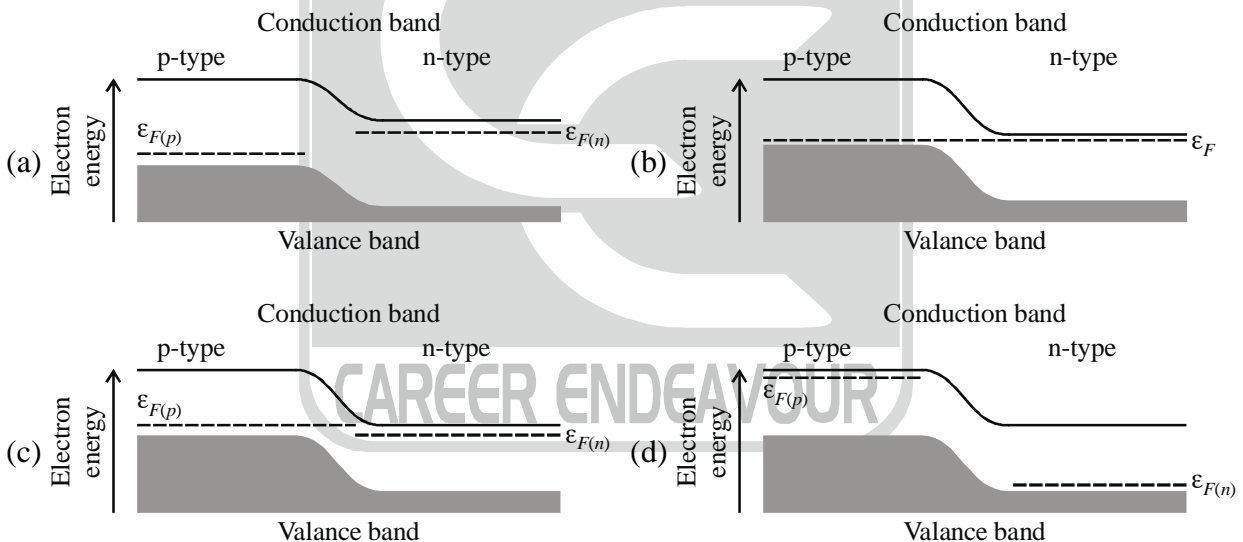 Conduction band
p-type n-type
Electron energy
ε_F(p)
ε_F(n)
(a)
Valance band
Conduction band
p-type n-type
Electron energy
ε_F
(b)
Valance band
Conduction band
p-type n-type
Electron energy
ε_F(p)
ε_F(n)
(c)
Valance band
Conduction band
p-type n-type
Electron energy
ε_F(p)
ε_F(n)
(d)
Valance band
CAREER ENDEAVOUR